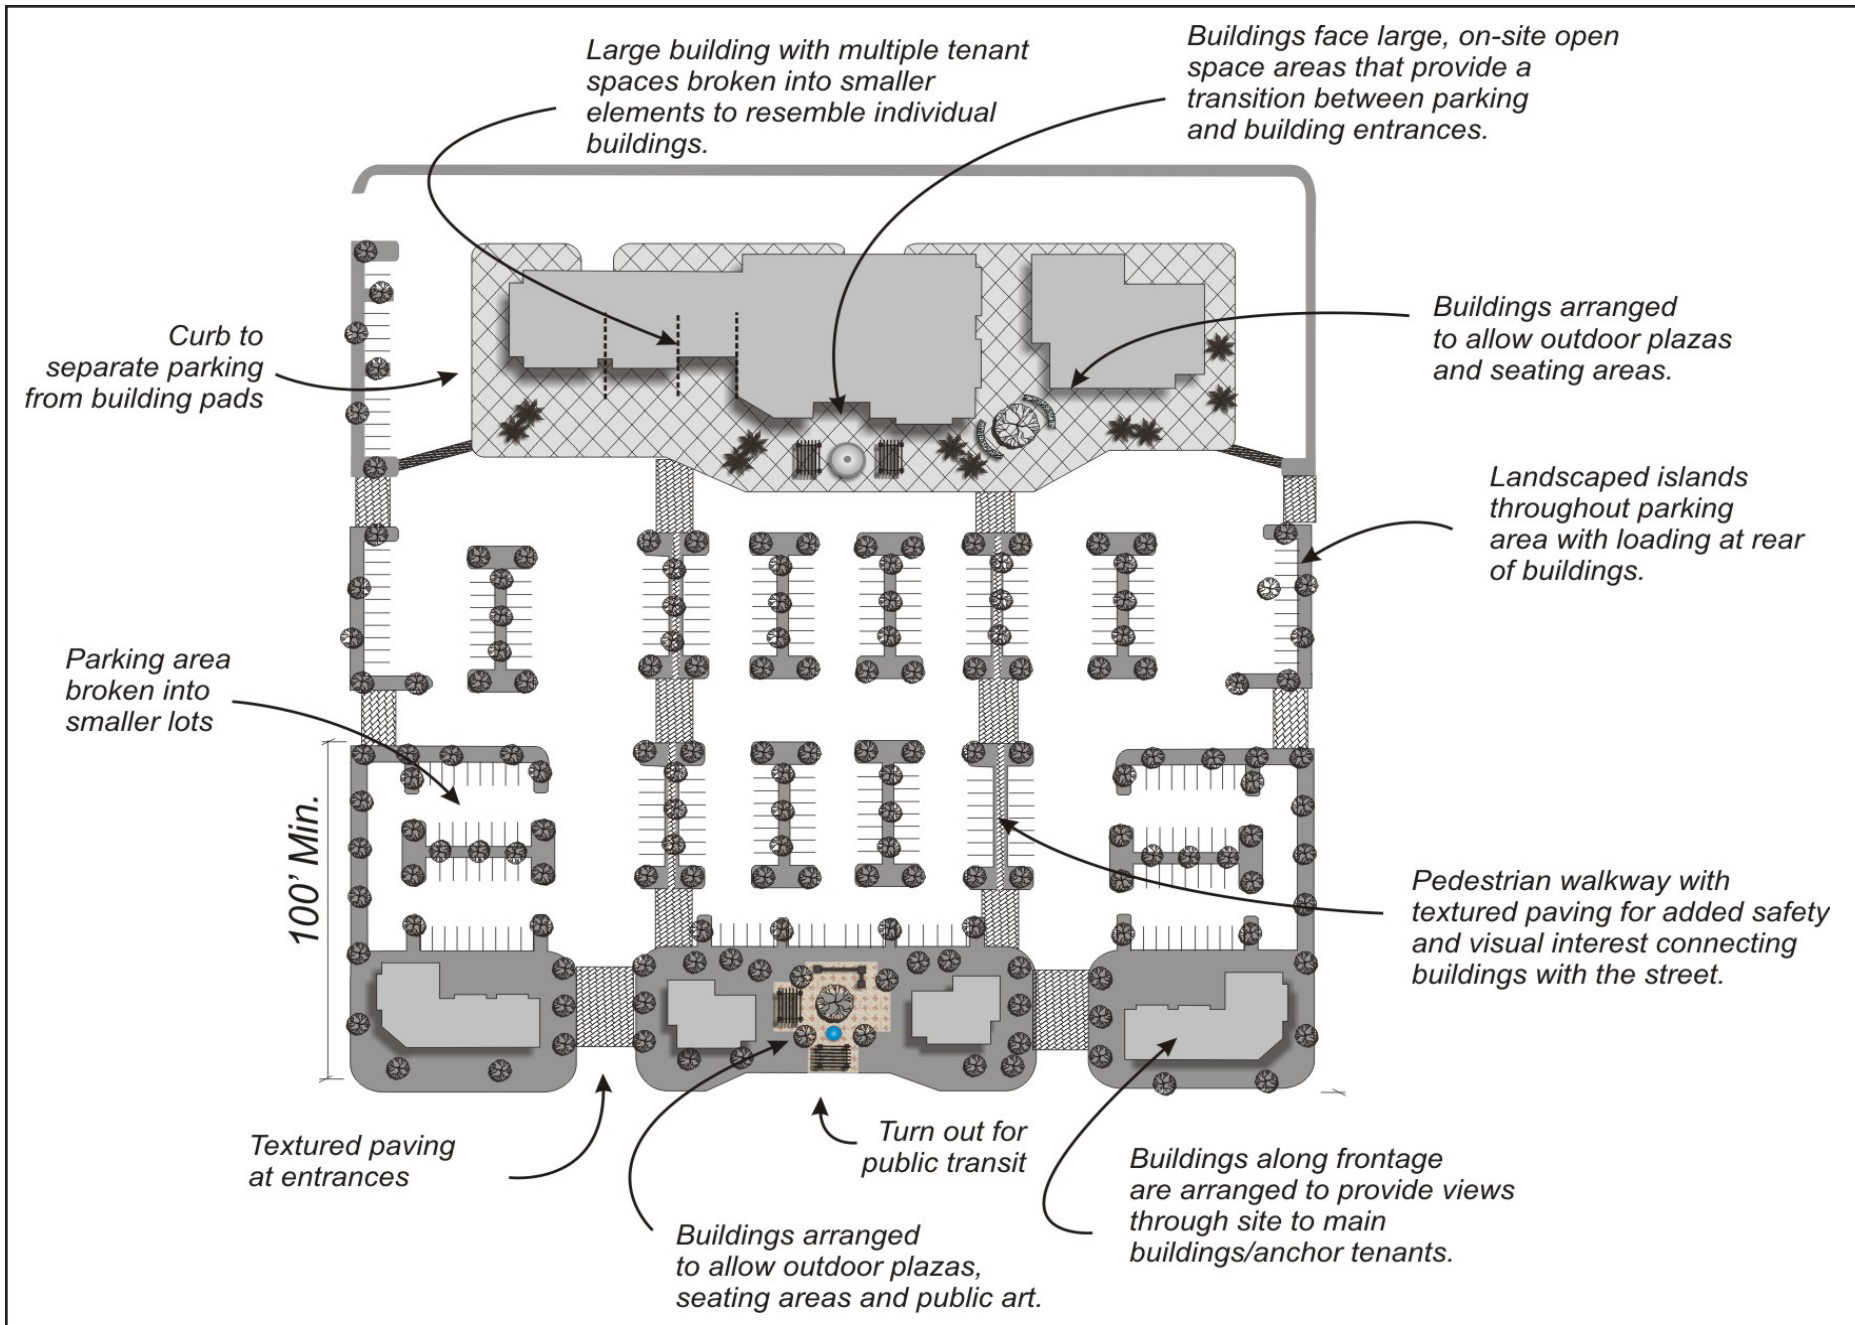 Large building with multiple tenant
spaces broken into smaller
elements to resemble individual
buildings.
Buildings face large, on-site open
space areas that provide a
transition between parking
and building entrances.
Curb to
separate parking
from building pads
Buildings arranged
to allow outdoor plazas
and seating areas.
Landscaped islands
throughout parking
area with loading at rear
of buildings.
Parking area
broken into
smaller lots
100' Min.
Pedestrian walkway with
textured paving for added safety
and visual interest connecting
buildings with the street.
Textured paving
at entrances
Turn out for
public transit
Buildings arranged
to allow outdoor plazas,
seating areas and public art.
Buildings along frontage
are arranged to provide views
through site to main
buildings/anchor tenants.